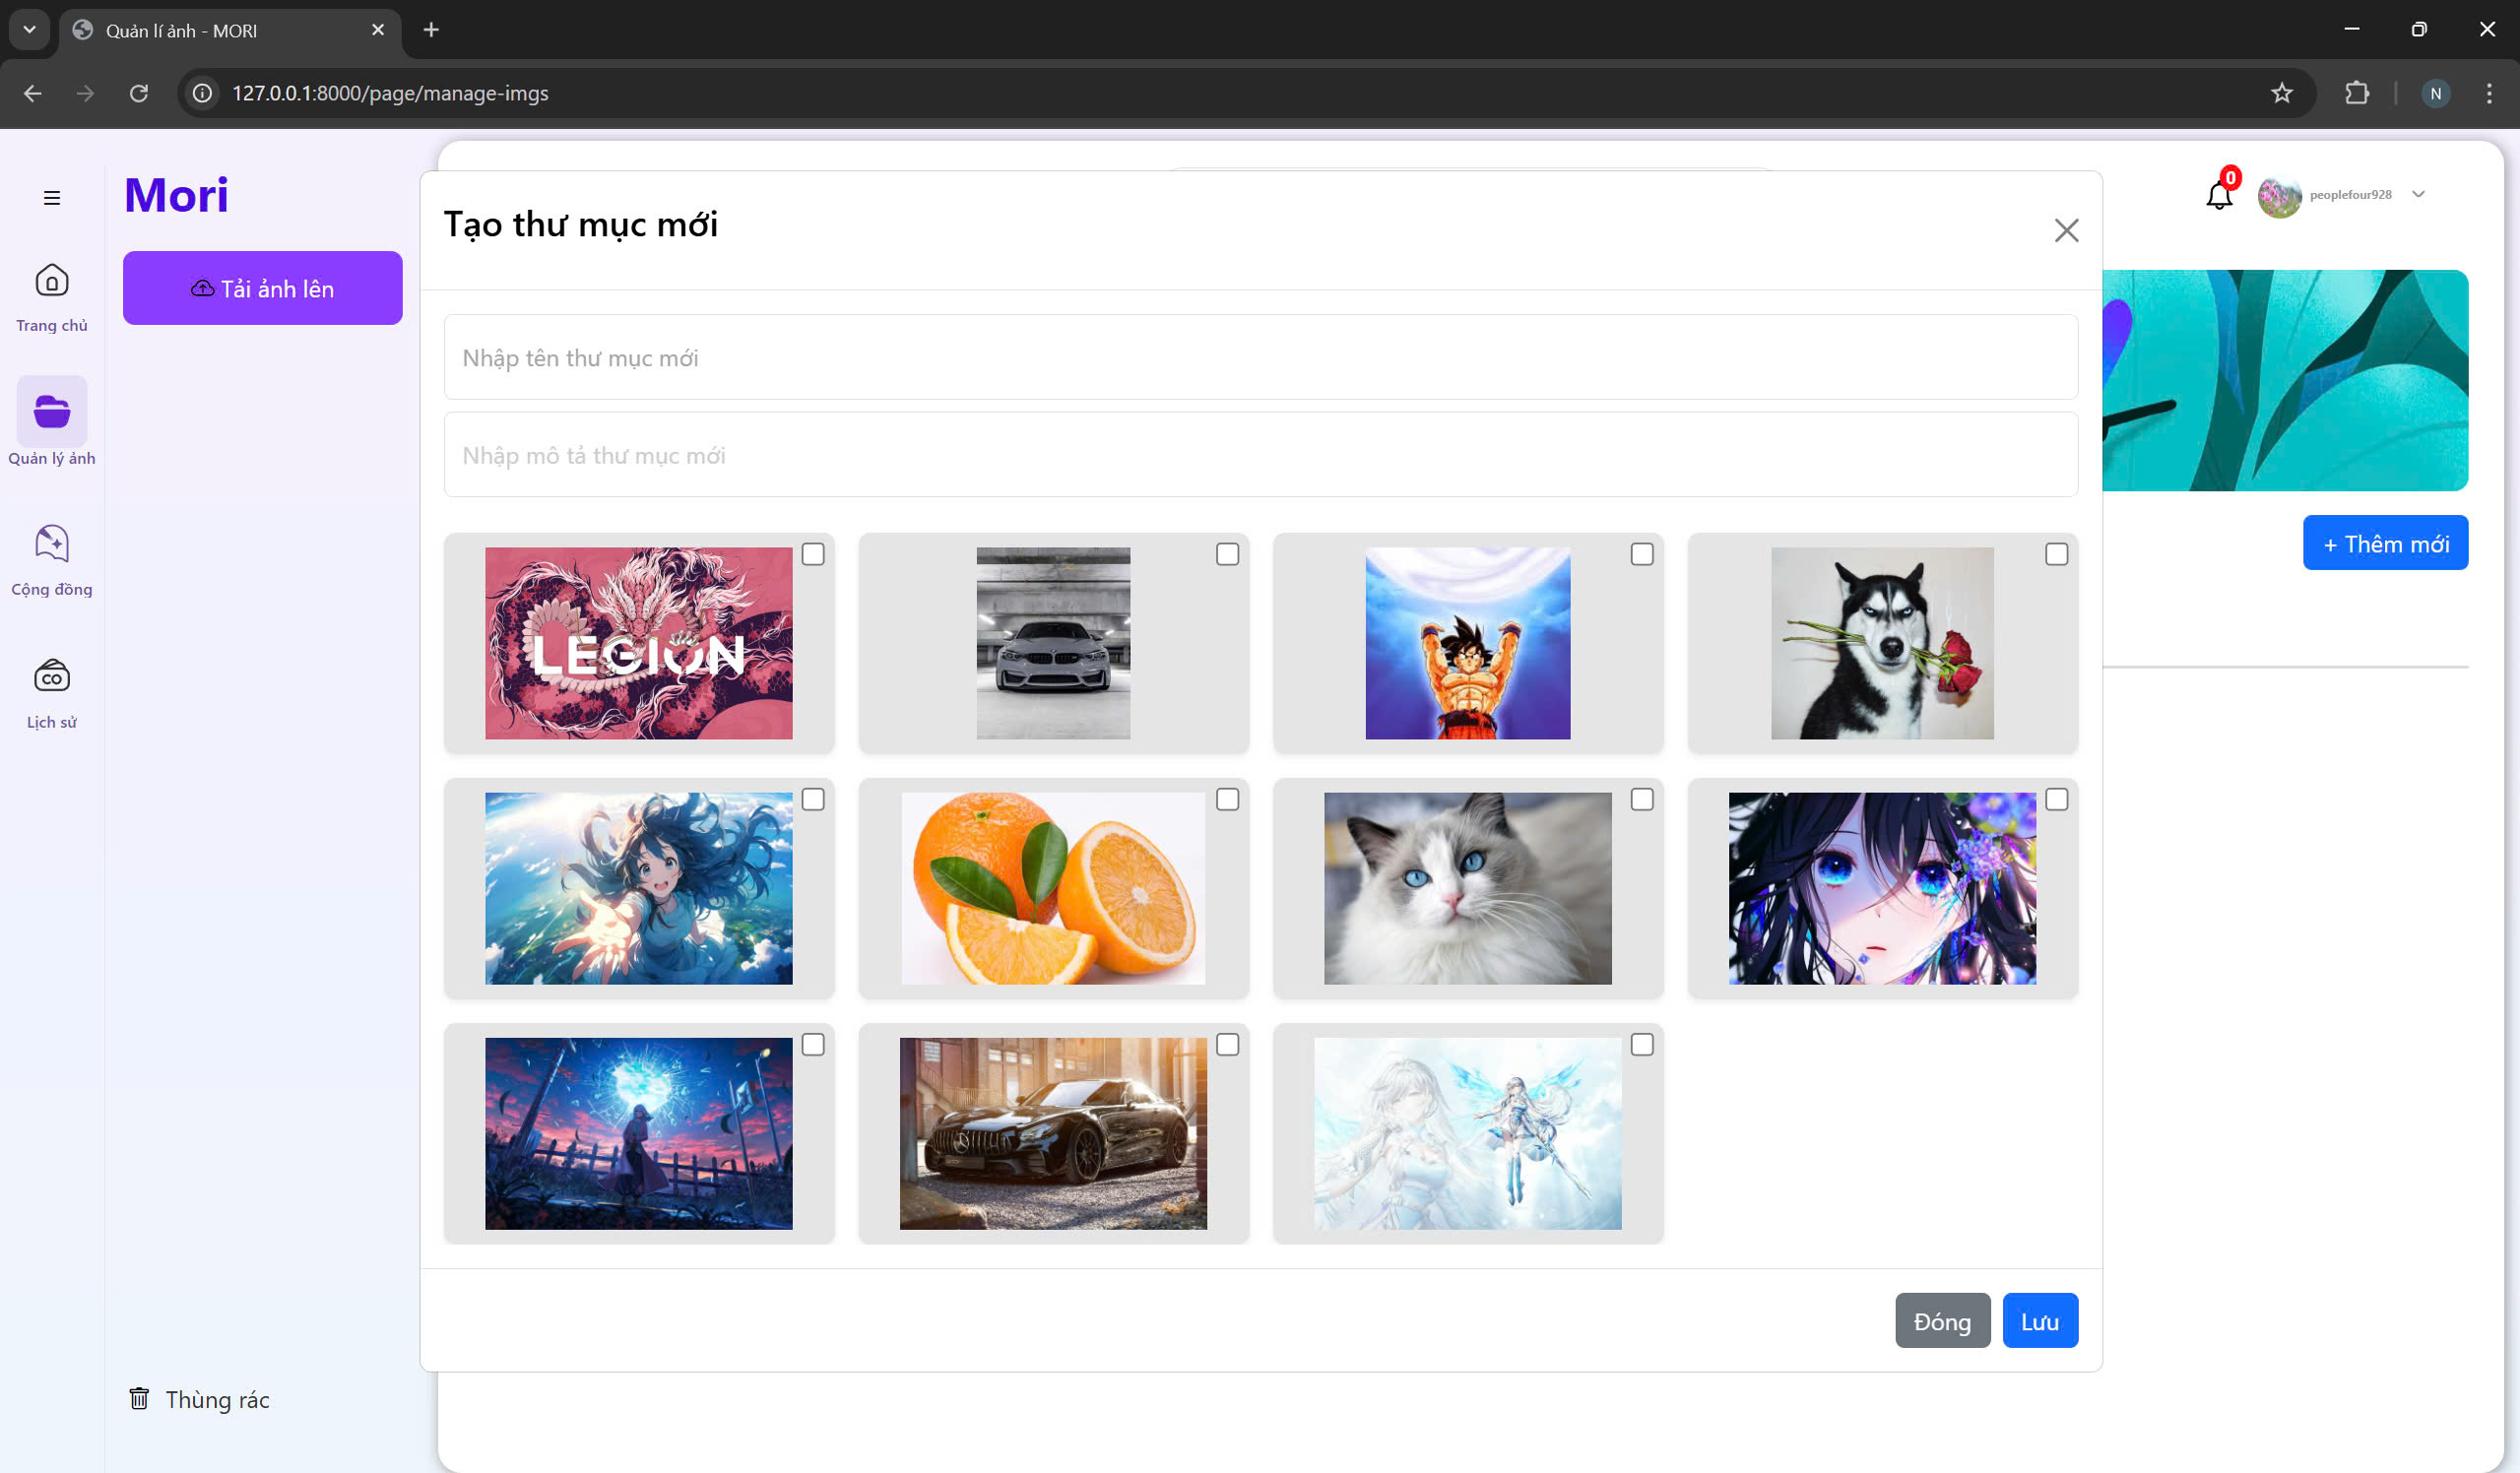 Quản lí ảnh - MORI
127.0.0.1:8000/page/manage-imgs
N
Mori
Tải ảnh lên
Trang chủ
Quản lý ảnh
Cộng đồng
CO
Lịch sử
Thùng rác
0
peoplefour928
+ Thêm mới
Tạo thư mục mới
Nhập tên thư mục mới
Nhập mô tả thư mục mới
LEGION
Đóng
Lưu